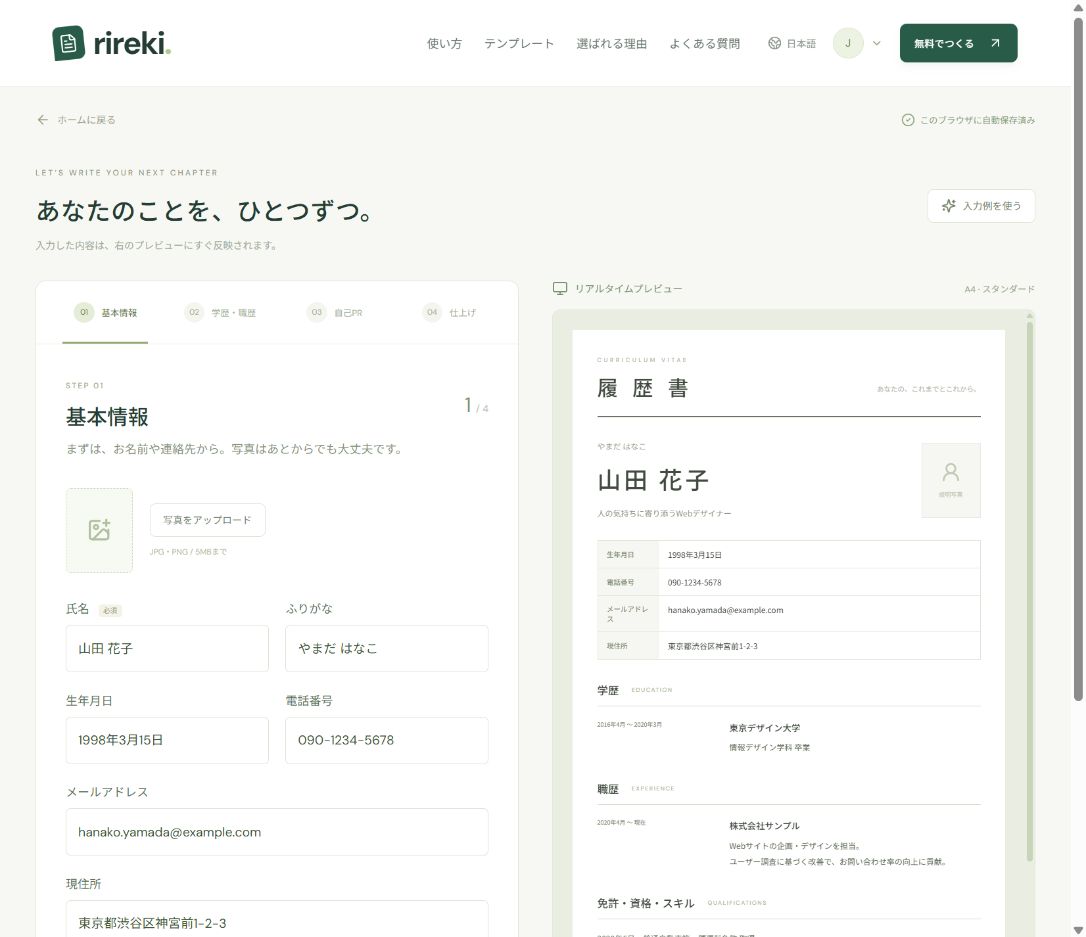 rireki.
使い方 テンプレート 選ばれる理由 よくある質問 日本語 J 無料でつくる
ホームに戻る
このブラウザに自動保存済み
LET'S WRITE YOUR NEXT CHAPTER
あなたのことを、ひとつずつ。
入力した内容は、右のプレビューにすぐ反映されます。
入力例を使う
01 基本情報 02 学歴・職歴 03 自己PR 04 仕上げ
STEP 01
基本情報
1 / 4
まずは、お名前や連絡先から。写真はあとからでも大丈夫です。
写真をアップロード
JPG・PNG / 5MBまで
氏名 必須
山田 花子
ふりがな
やまだ はなこ
生年月日
1998年3月15日
電話番号
090-1234-5678
メールアドレス
hanako.yamada@example.com
現住所
東京都渋谷区神宮前1-2-3
リアルタイムプレビュー
A4・スタンダード
CURRICULUM VITAE
履歴書
あなたの、これまでとこれから。
やまだ はなこ
山田 花子
人の気持ちに寄り添うWebデザイナー
証明写真
生年月日 1998年3月15日
電話番号 090-1234-5678
メールアドレ
ス
hanako.yamada@example.com
現住所 東京都渋谷区神宮前1-2-3
学歴 EDUCATION
2016年4月 〜 2020年3月 東京デザイン大学
情報デザイン学科 卒業
職歴 EXPERIENCE
2020年4月 〜 現在 株式会社サンプル
Webサイトの企画・デザインを担当。
ユーザー調査に基づく改善で、お問い合わせ率の向上に貢献。
免許・資格・スキル QUALIFICATIONS